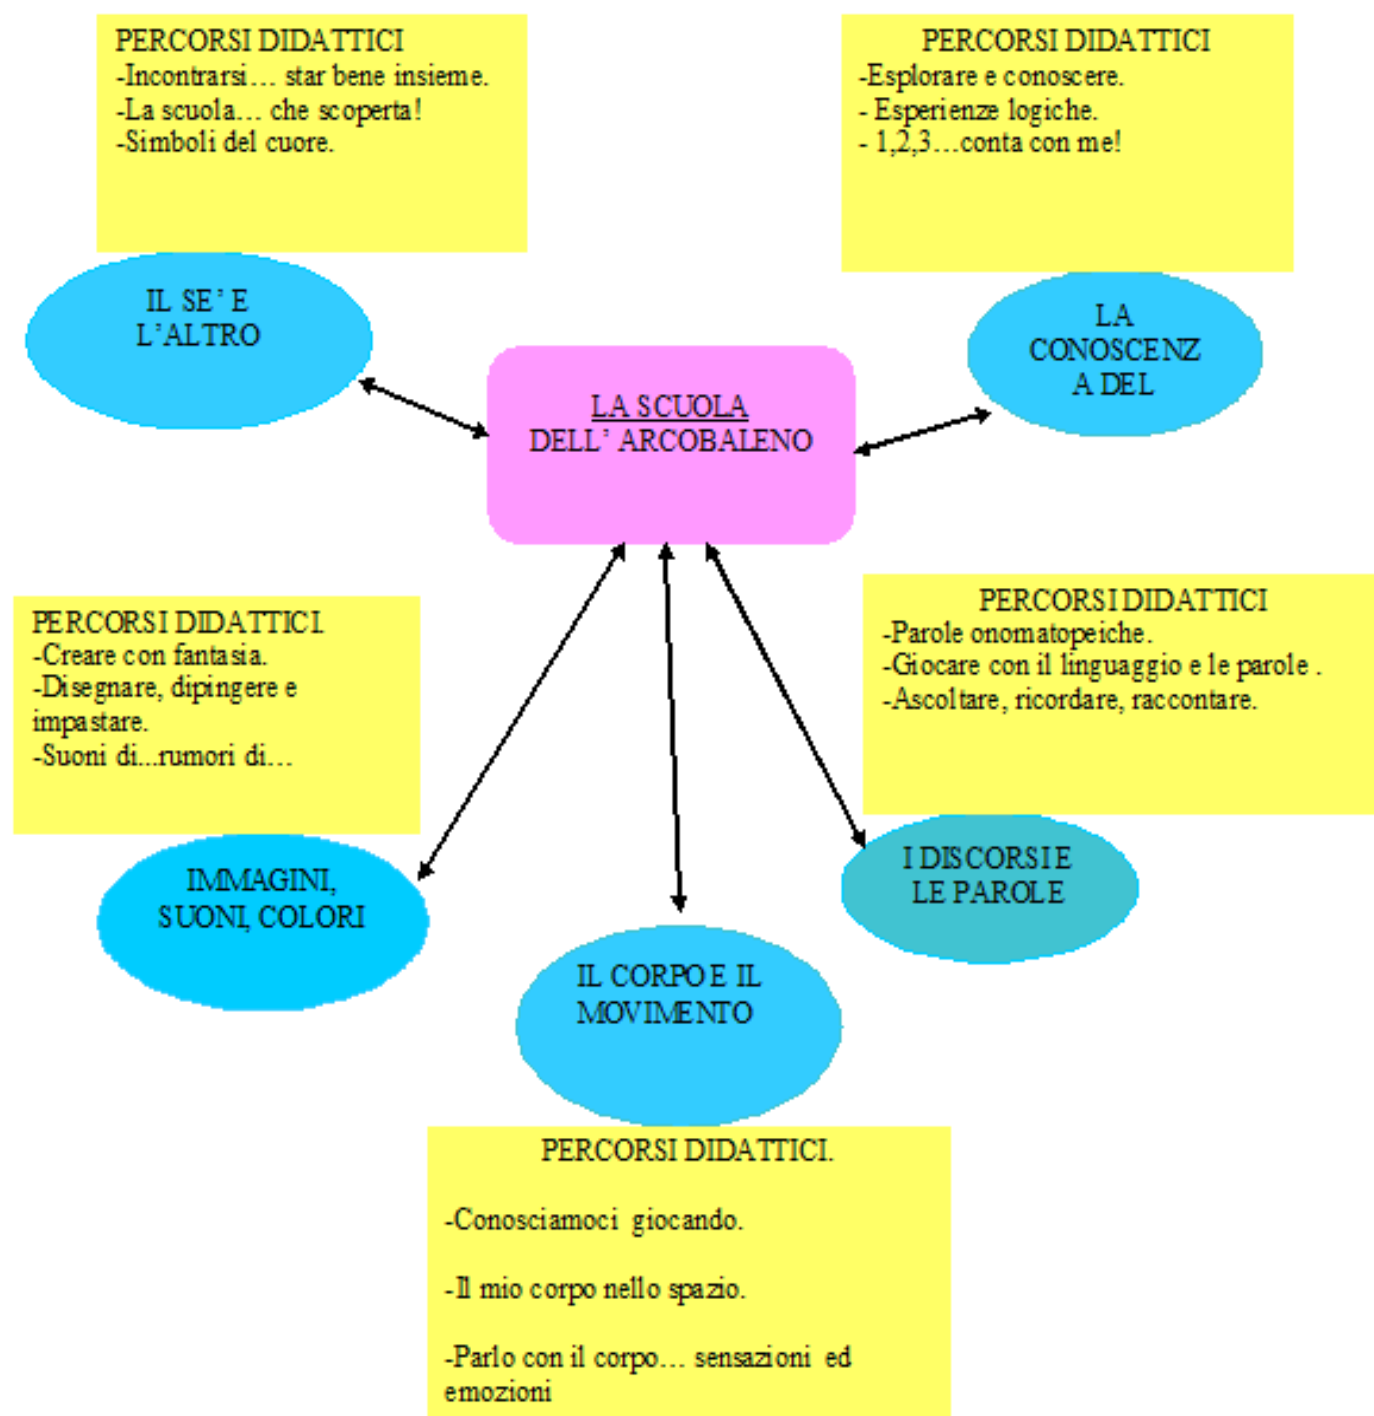 PERCORSI DIDATTICI
-Incontrarsi… star bene insieme.
-La scuola… che scoperta!
-Simboli del cuore.
PERCORSI DIDATTICI
-Esplorare e conoscere.
- Esperienze logiche.
- 1,2,3…conta con me!
IL SE’ E
L’ALTRO
LA
CONOSCENZ
A DEL
LA SCUOLA
DELL’ ARCOBALENO
PERCORSI DIDATTICI.
-Creare con fantasia.
-Disegnare, dipingere e
impastare.
-Suoni di...rumori di…
PERCORSI DIDATTICI
-Parole onomatopeiche.
-Giocare con il linguaggio e le parole .
-Ascoltare, ricordare, raccontare.
IMMAGINI,
SUONI, COLORI
I DISCORSI E
LE PAROLE
IL CORPO E IL
MOVIMENTO
PERCORSI DIDATTICI.
-Conosciamoci giocando.
-Il mio corpo nello spazio.
-Parlo con il corpo… sensazioni ed
emozioni